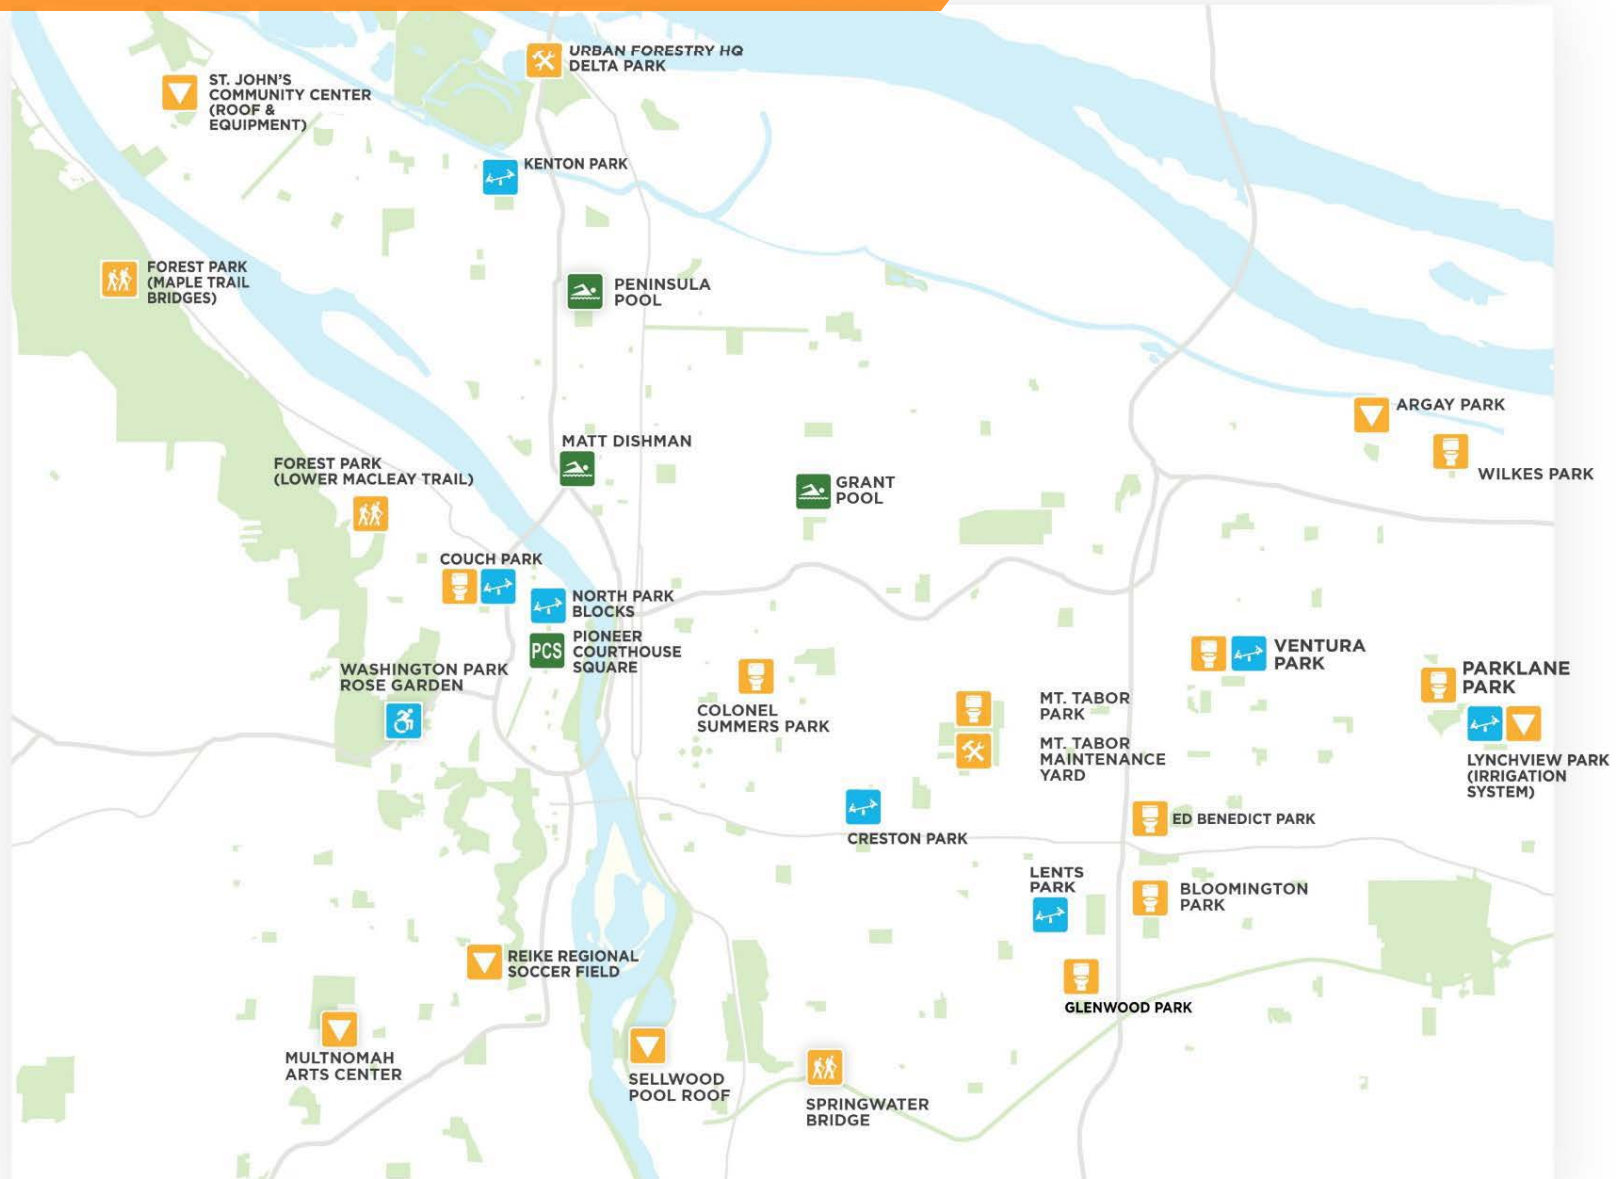 URBAN FORESTRY HQ
DELTA PARK
ST. JOHN'S
COMMUNITY CENTER
(ROOF &
EQUIPMENT)
KENTON PARK
FOREST PARK
(MAPLE TRAIL
BRIDGES)
PENINSULA
POOL
ARGAY PARK
WILKES PARK
MATT DISHMAN
FOREST PARK
(LOWER MACLEAY TRAIL)
GRANT
POOL
COUCH PARK
NORTH PARK
BLOCKS
PCS
PIONEER
COURTHOUSE
SQUARE
WASHINGTON PARK
ROSE GARDEN
VENTURA
PARK
PARKLANE
PARK
COLONEL
SUMMERS PARK
MT. TABOR
PARK
MT. TABOR
MAINTENANCE
YARD
LYNCHVIEW PARK
(IRRIGATION
SYSTEM)
CRESTON PARK
ED BENEDICT PARK
LENTS
PARK
BLOOMINGTON
PARK
REIKE REGIONAL
SOCCER FIELD
GLENWOOD PARK
MULTNOMAH
ARTS CENTER
SELLWOOD
POOL ROOF
SPRINGWATER
BRIDGE